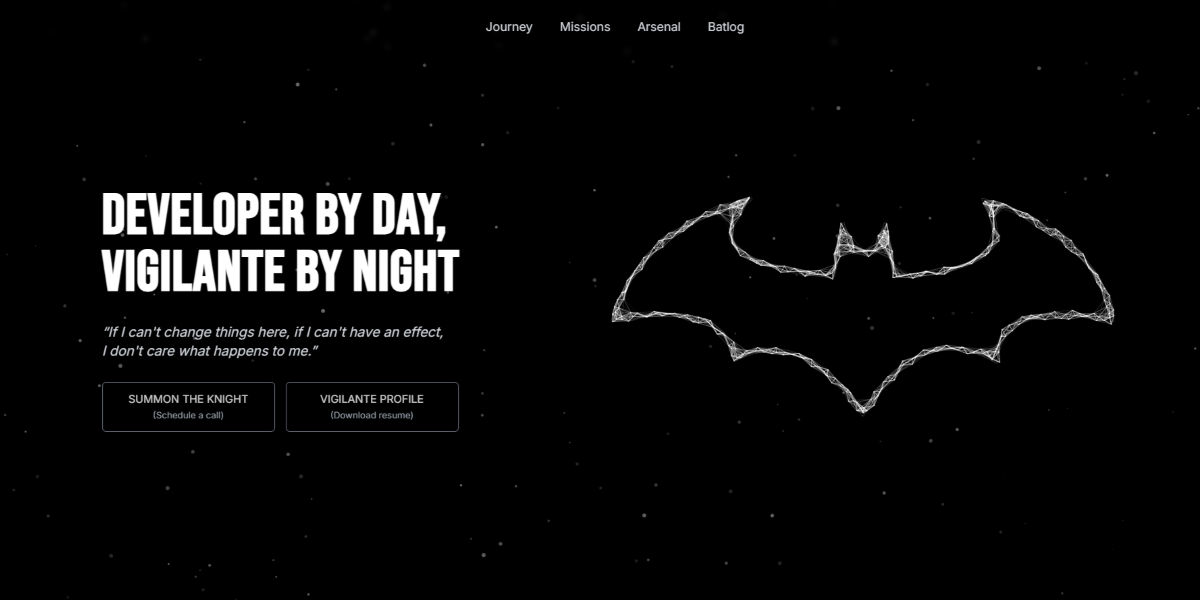 Journey Missions Arsenal Batlog
DEVELOPER BY DAY,
VIGILANTE BY NIGHT
"If I can't change things here, if I can't have an effect,
I don't care what happens to me."
SUMMON THE KNIGHT
(Schedule a call)
VIGILANTE PROFILE
(Download resume)